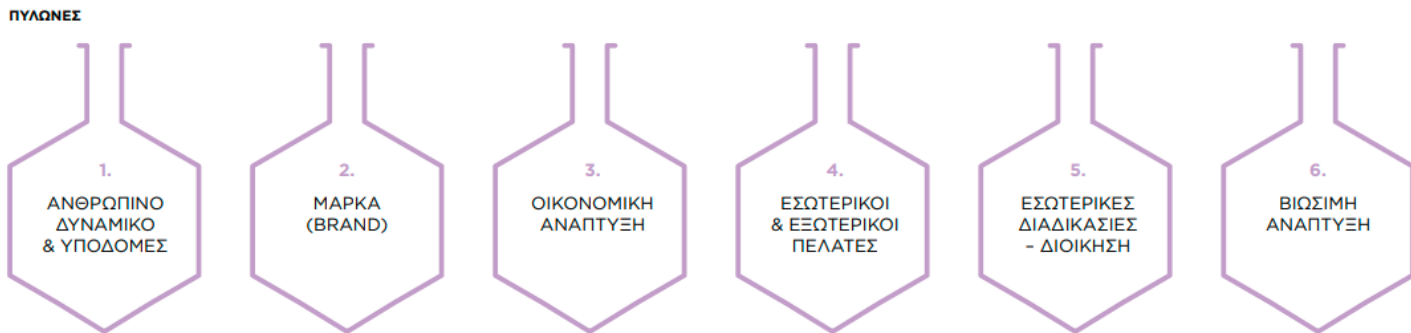 ΠΥΛΩΝΕΣ
1.
ΑΝΘΡΩΠΙΝΟ
ΔΥΝΑΜΙΚΟ
& ΥΠΟΔΟΜΕΣ
2.
ΜΑΡΚΑ
(BRAND)
3.
ΟΙΚΟΝΟΜΙΚΗ
ΑΝΑΠΤΥΞΗ
4.
ΕΣΩΤΕΡΙΚΟΙ
& ΕΞΩΤΕΡΙΚΟΙ
ΠΕΛΑΤΕΣ
5.
ΕΣΩΤΕΡΙΚΕΣ
ΔΙΑΔΙΚΑΣΙΕΣ
– ΔΙΟΙΚΗΣΗ
6.
ΒΙΩΣΙΜΗ
ΑΝΑΠΤΥΞΗ